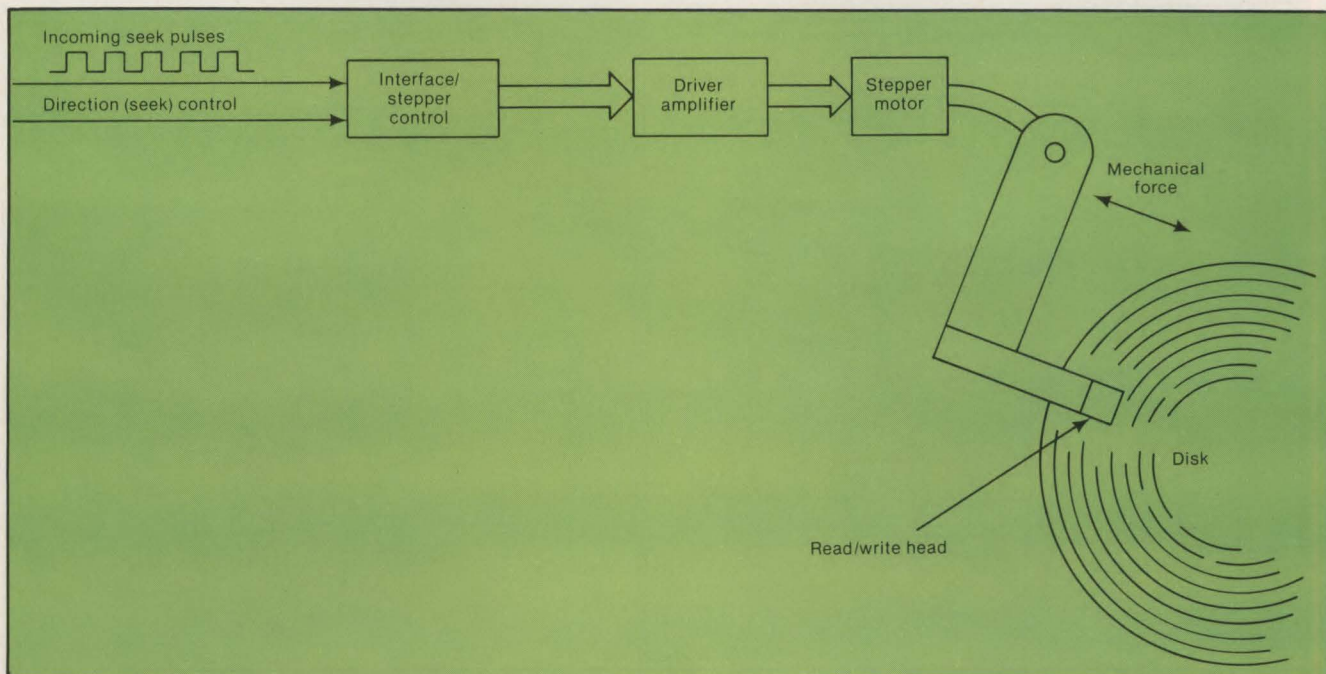 Incoming seek pulses
Direction (seek) control
Interface/
stepper
control
Driver
amplifier
Stepper
motor
Mechanical
force
Disk
Read/write head